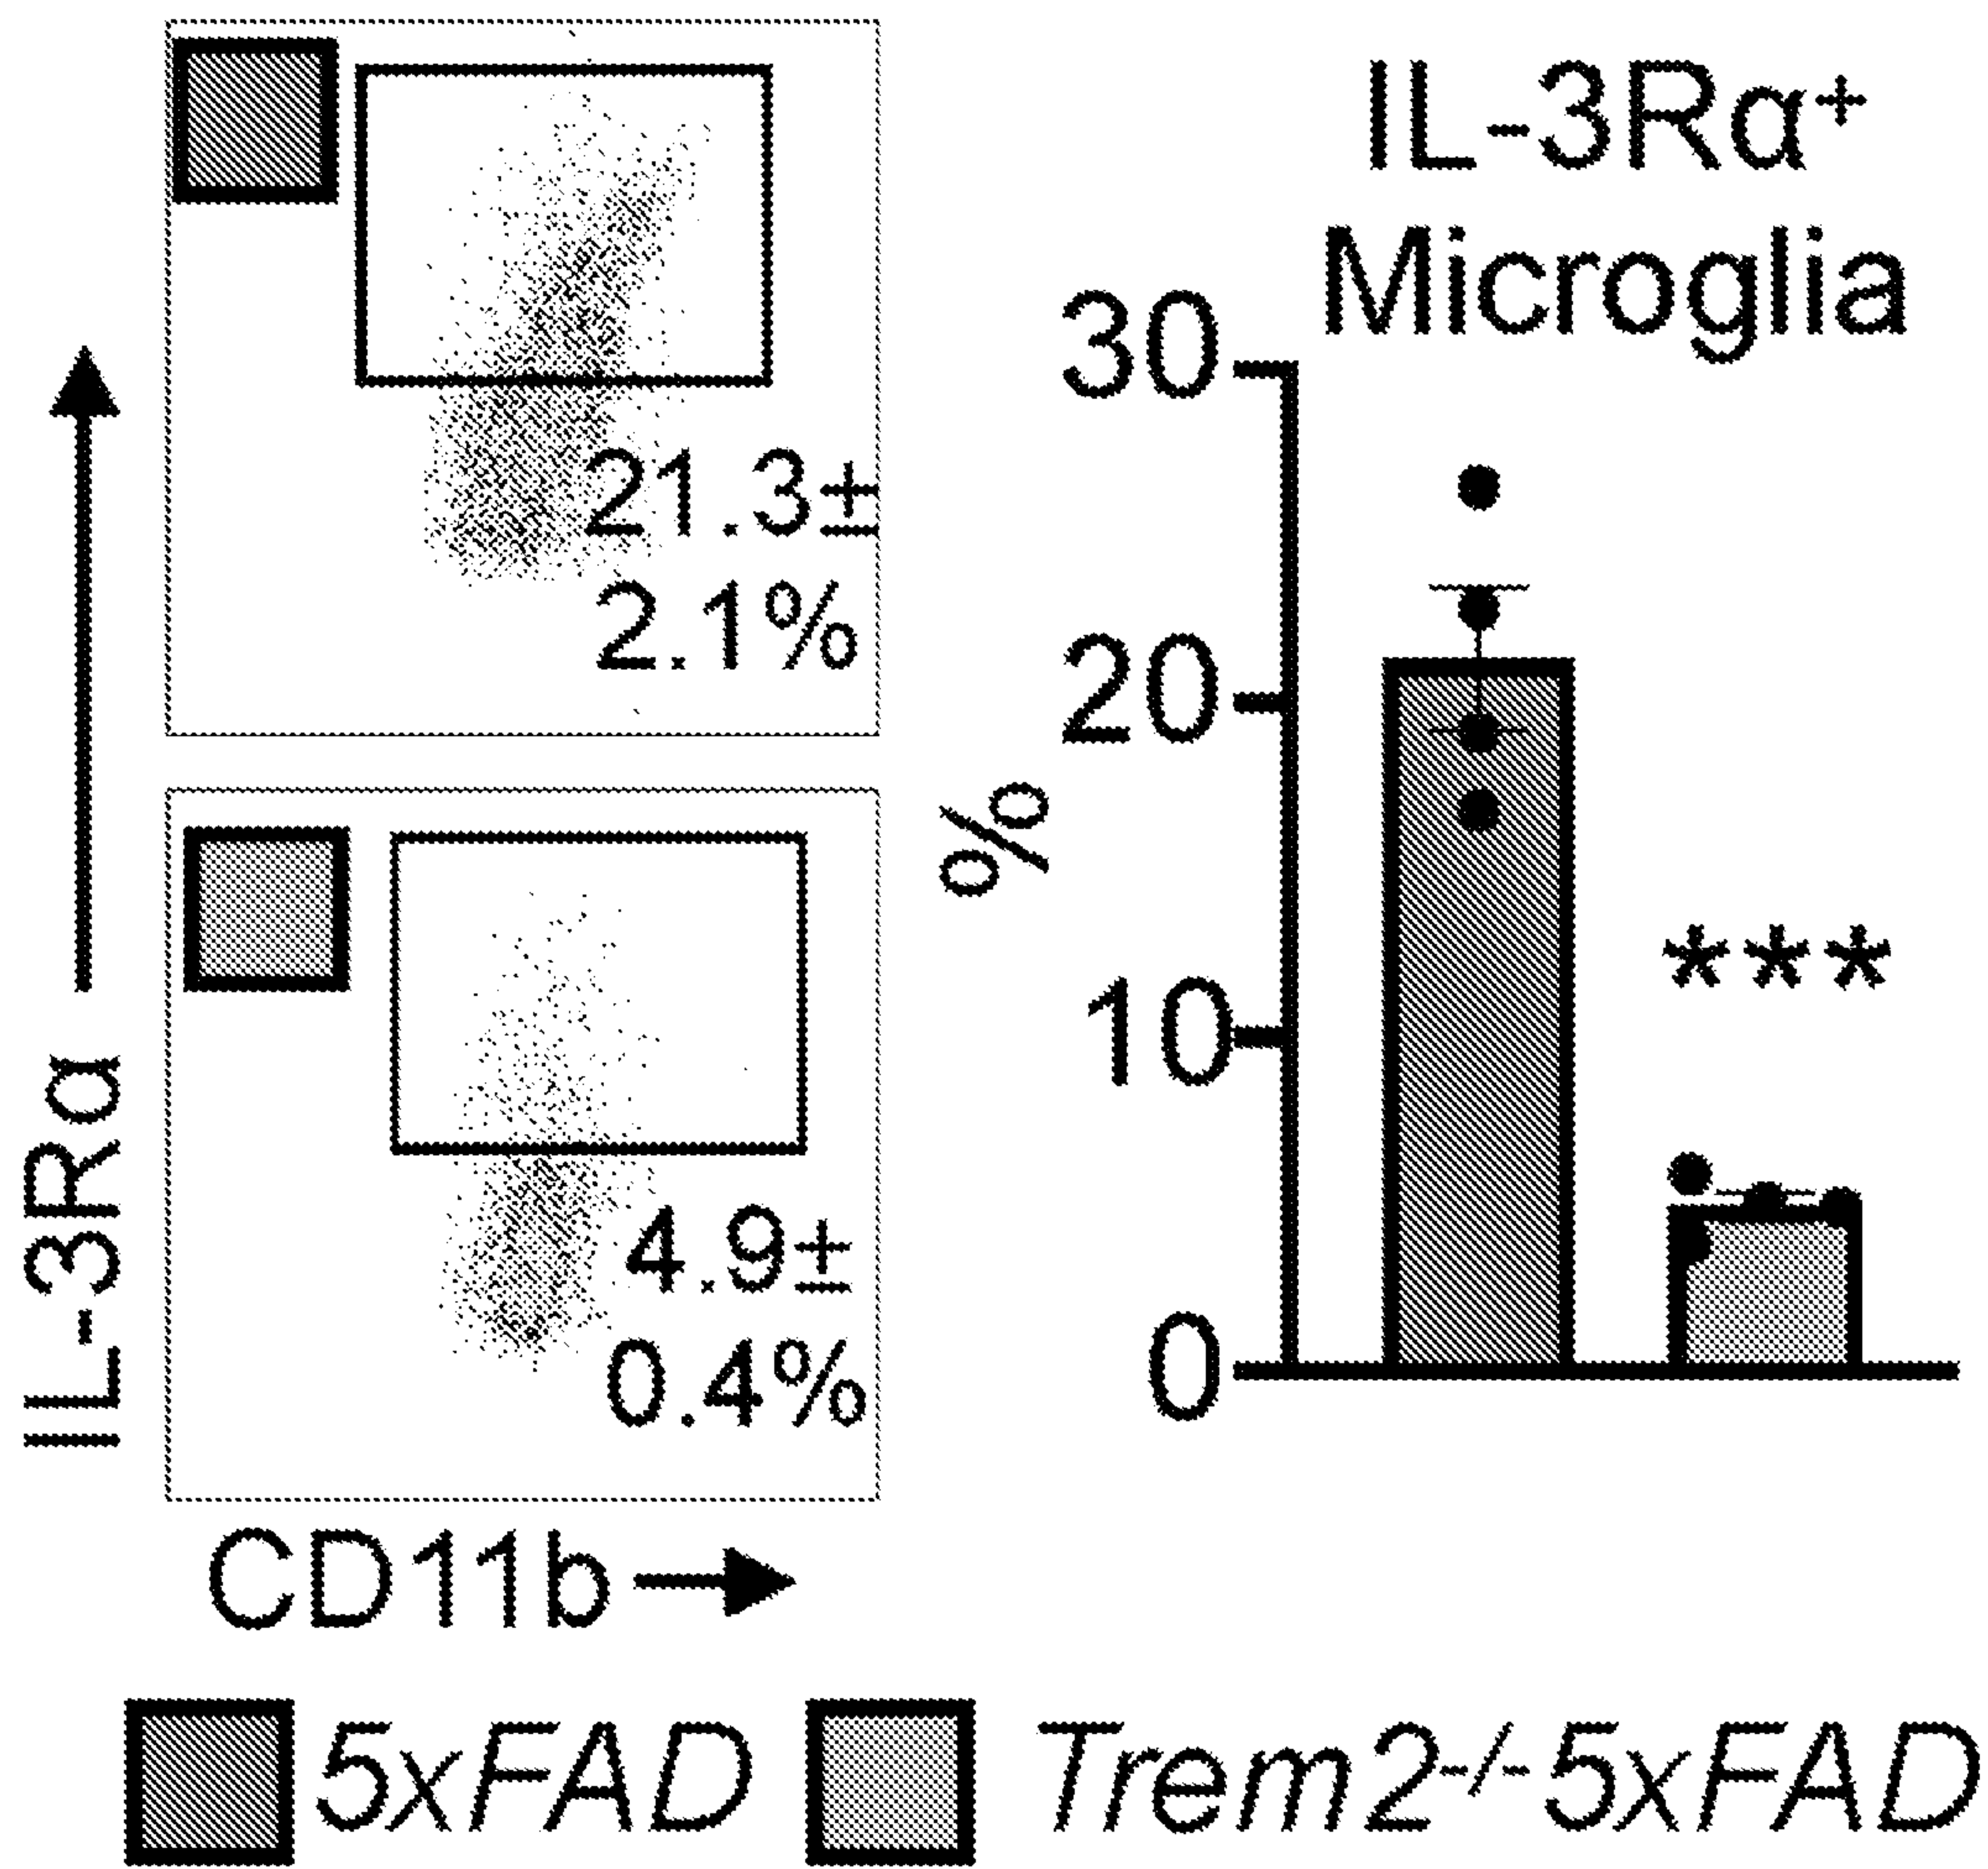 IL-3Rα
21.3±
2.1%
4.9±
0.4%
CD11b
IL-3Rα⁺
Microglia
%
30
20
10
0
***
5xFAD
Trem2⁻/⁻5xFAD